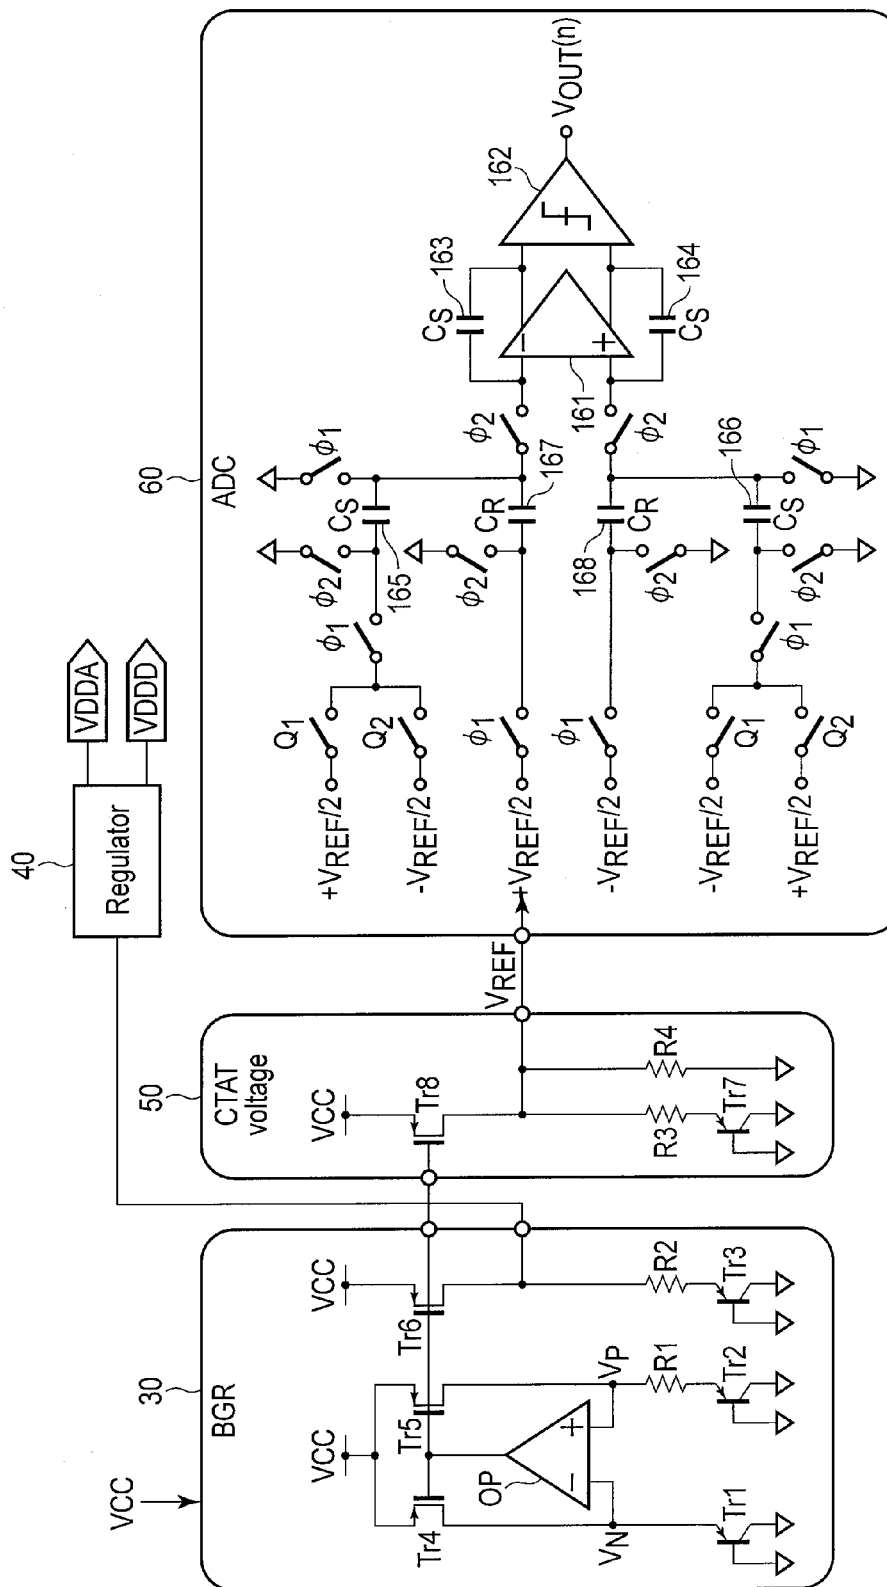 VCC
30
BGR
VCC
VCC
Tr4
Tr5
Tr6
OP
−
+
VN
VP
R1
R2
Tr1
Tr2
Tr3
50
CTAT
voltage
VCC
Tr8
R3
R4
Tr7
VREF
40
Regulator
VDDA
VDDD
60
ADC
+VREF/2
Q1
-VREF/2
Q2
+VREF/2
ϕ1
-VREF/2
ϕ1
-VREF/2
Q1
+VREF/2
Q2
ϕ1
ϕ2
165
CS
ϕ1
ϕ2
CR
167
ϕ2
168
CR
ϕ2
ϕ2
ϕ1
ϕ2
CS
166
ϕ1
CS
163
−
+
161
CS
164
162
VOUT(n)